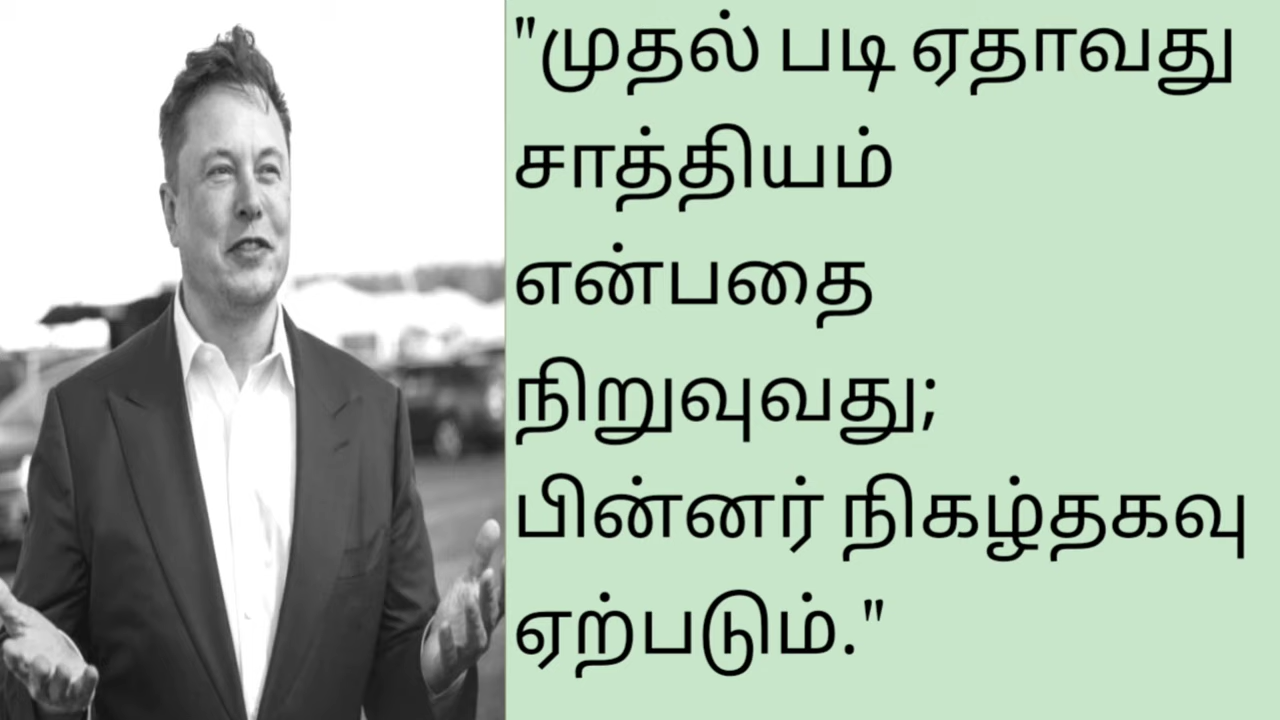 "முதல் படி ஏதாவது
சாத்தியம்
என்பதை
நிறுவுவது;
பின்னர் நிகழ்தகவு
ஏற்படும்."